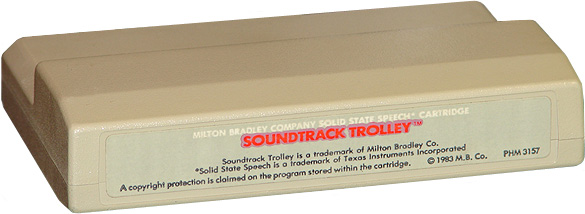 MILTON BRADLEY COMPANY SOLID STATE SPEECH* CARTRIDGE
SOUNDTRACK TROLLEY™
Soundtrack Trolley is a trademark of Milton Bradley Co.
*Solid State Speech is a trademark of Texas Instruments Incorporated
A copyright protection is claimed on the program stored within the cartridge. © 1983 M.B. Co. PHM 3157